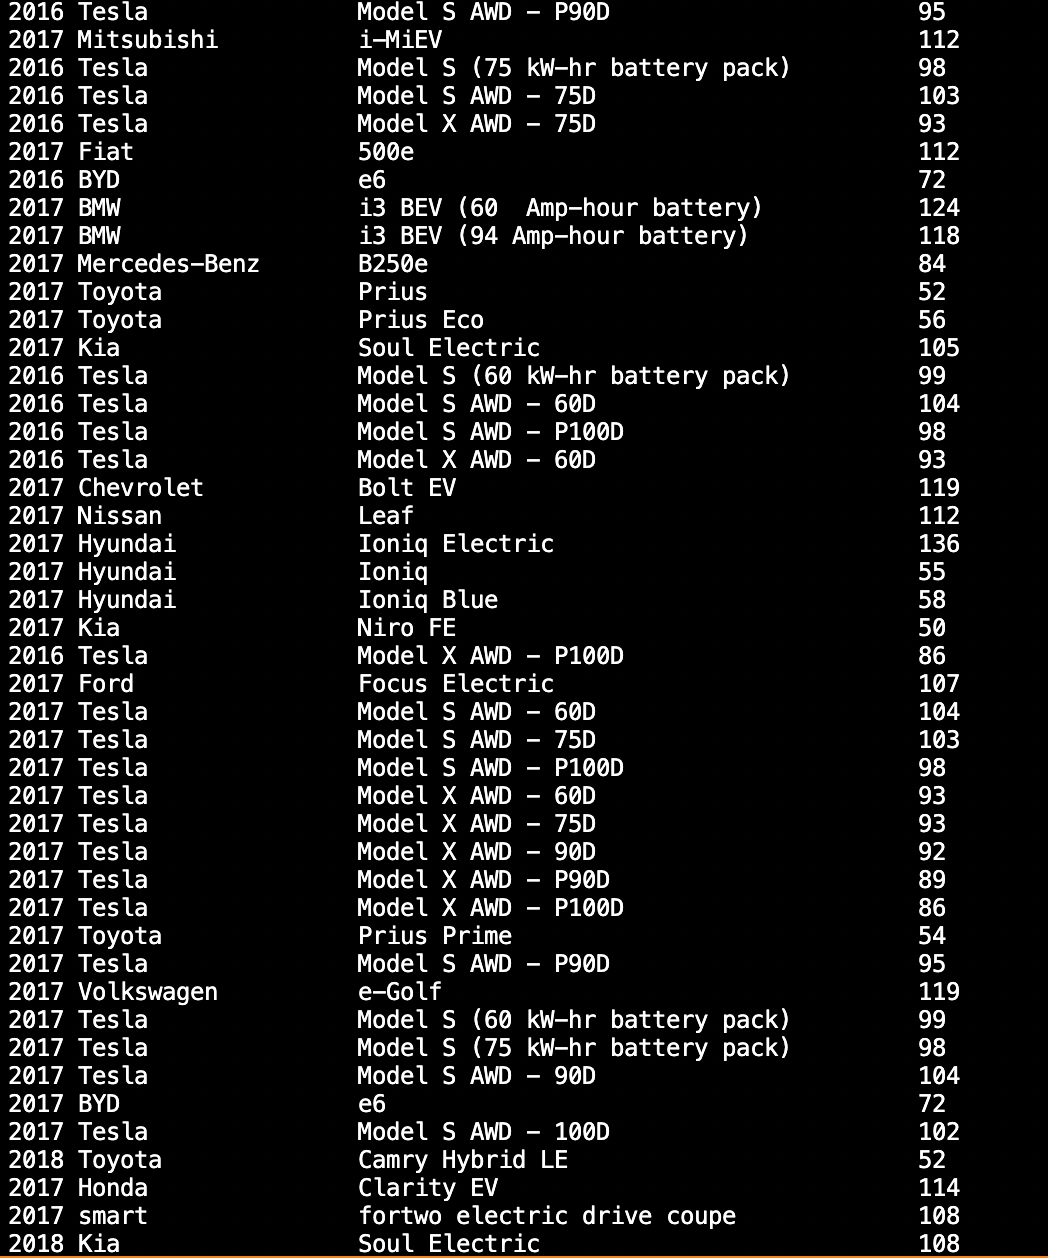 2016 Tesla Model S AWD - P90D 95
2017 Mitsubishi i-MiEV 112
2016 Tesla Model S (75 kW-hr battery pack) 98
2016 Tesla Model S AWD - 75D 103
2016 Tesla Model X AWD - 75D 93
2017 Fiat 500e 112
2016 BYD e6 72
2017 BMW i3 BEV (60  Amp-hour battery) 124
2017 BMW i3 BEV (94 Amp-hour battery) 118
2017 Mercedes-Benz B250e 84
2017 Toyota Prius 52
2017 Toyota Prius Eco 56
2017 Kia Soul Electric 105
2016 Tesla Model S (60 kW-hr battery pack) 99
2016 Tesla Model S AWD - 60D 104
2016 Tesla Model S AWD - P100D 98
2016 Tesla Model X AWD - 60D 93
2017 Chevrolet Bolt EV 119
2017 Nissan Leaf 112
2017 Hyundai Ioniq Electric 136
2017 Hyundai Ioniq 55
2017 Hyundai Ioniq Blue 58
2017 Kia Niro FE 50
2016 Tesla Model X AWD - P100D 86
2017 Ford Focus Electric 107
2017 Tesla Model S AWD - 60D 104
2017 Tesla Model S AWD - 75D 103
2017 Tesla Model S AWD - P100D 98
2017 Tesla Model X AWD - 60D 93
2017 Tesla Model X AWD - 75D 93
2017 Tesla Model X AWD - 90D 92
2017 Tesla Model X AWD - P90D 89
2017 Tesla Model X AWD - P100D 86
2017 Toyota Prius Prime 54
2017 Tesla Model S AWD - P90D 95
2017 Volkswagen e-Golf 119
2017 Tesla Model S (60 kW-hr battery pack) 99
2017 Tesla Model S (75 kW-hr battery pack) 98
2017 Tesla Model S AWD - 90D 104
2017 BYD e6 72
2017 Tesla Model S AWD - 100D 102
2018 Toyota Camry Hybrid LE 52
2017 Honda Clarity EV 114
2017 smart fortwo electric drive coupe 108
2018 Kia Soul Electric 108